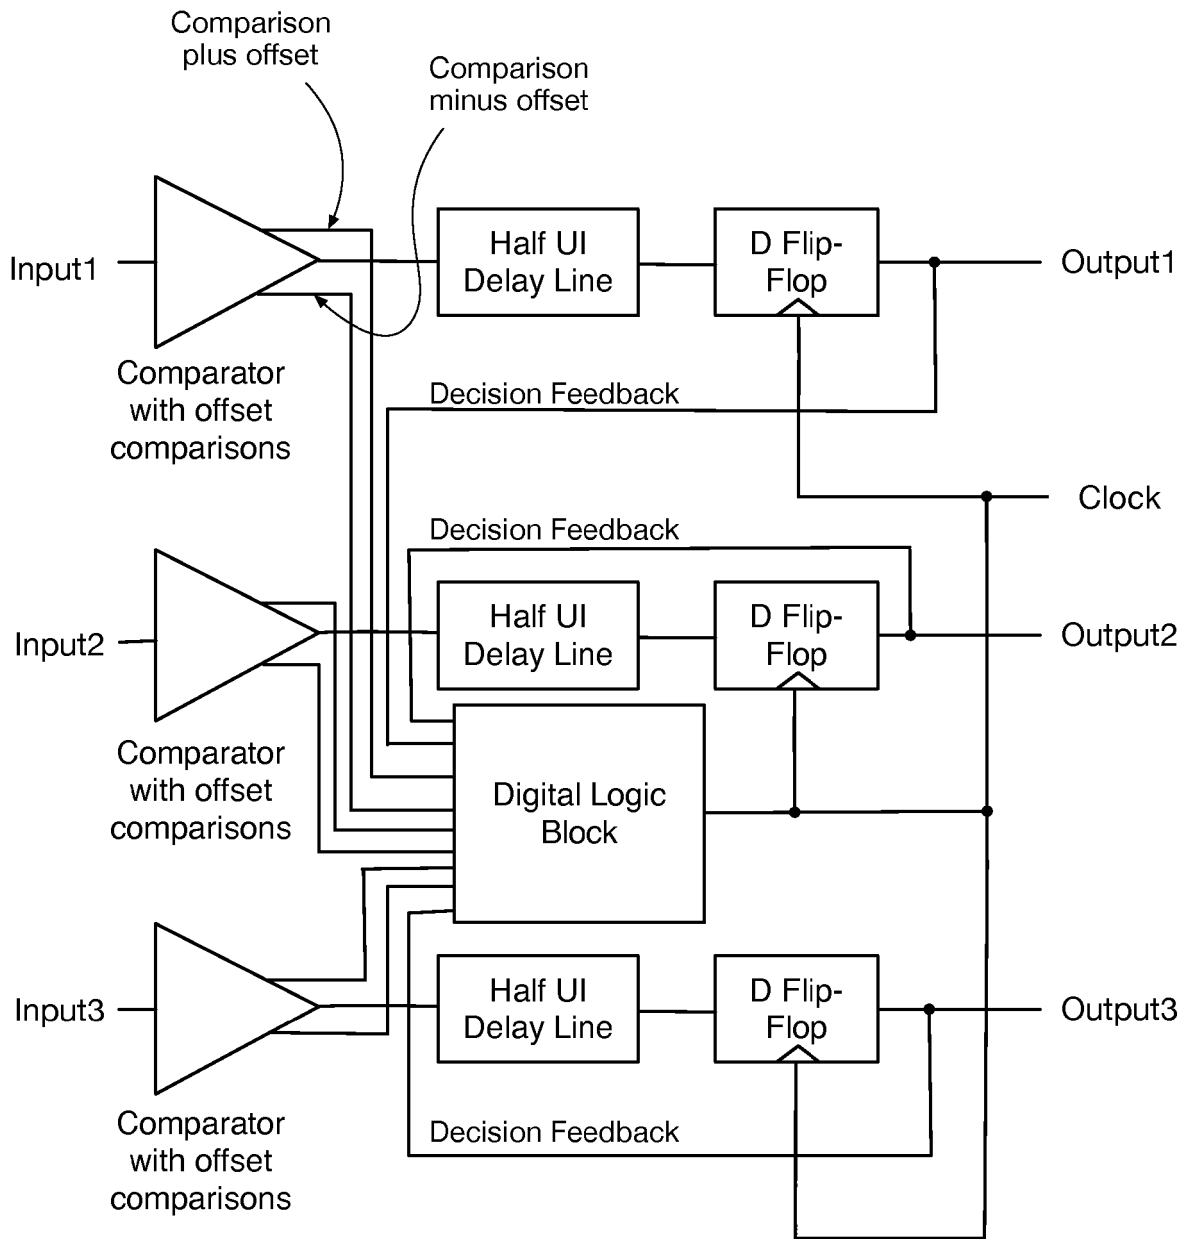 Comparison
plus offset
Comparison
minus offset
Input1
Half UI
Delay Line
D Flip-
Flop
Output1
Comparator
with offset
comparisons
Decision Feedback
Clock
Decision Feedback
Input2
Half UI
Delay Line
D Flip-
Flop
Output2
Comparator
with offset
comparisons
Digital Logic
Block
Input3
Half UI
Delay Line
D Flip-
Flop
Output3
Comparator
with offset
comparisons
Decision Feedback